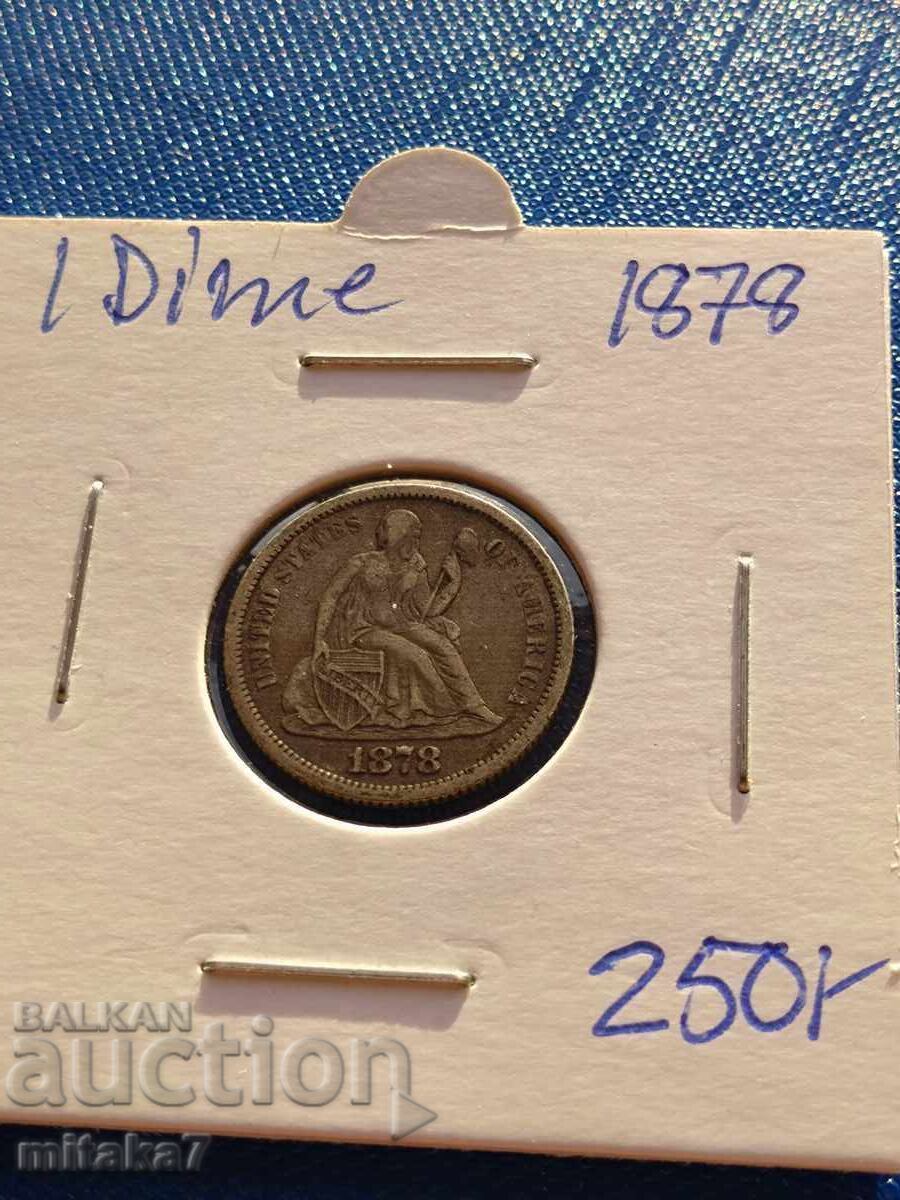 1 Dime 1878
UNITED STATES OF AMERICA
LIBERTY
1878
250г
BALKAN
auction
mitaka7